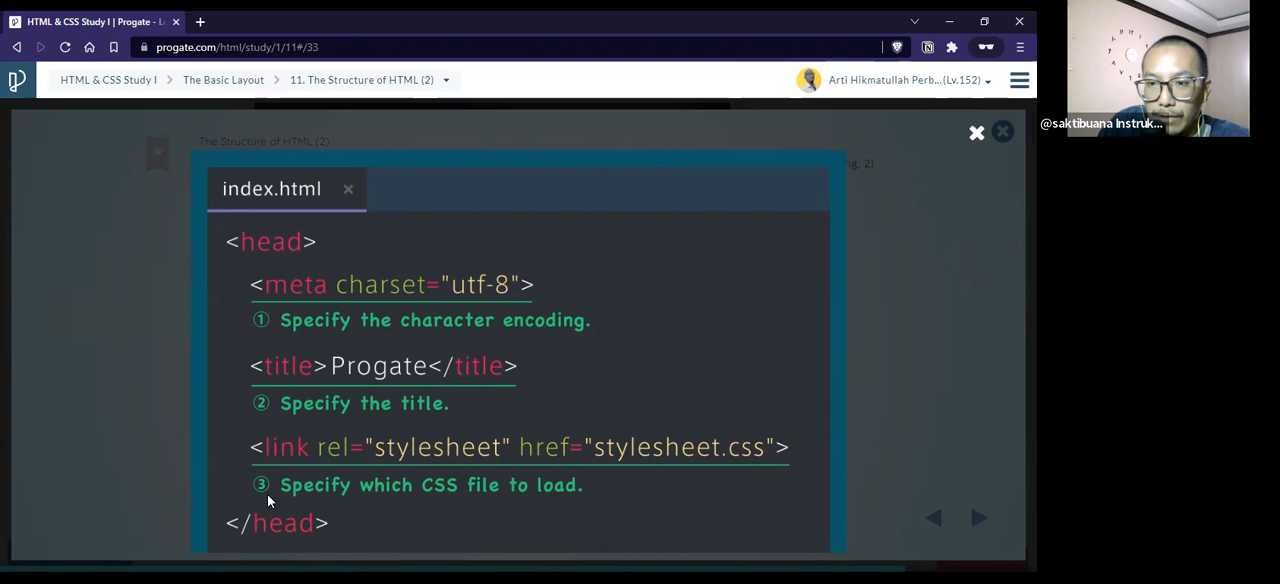 HTML & CSS Study I | Progate - L
progate.com/html/study/1/11#/33
HTML & CSS Study I
The Basic Layout
11. The Structure of HTML (2)
Arti Hikmatullah Perb...(Lv.152)
@saktibuana Instruk...
The Structure of HTML (2)
2)
index.html
<head>
<meta charset="utf-8">
① Specify the character encoding.
<title>Progate</title>
② Specify the title.
<link rel="stylesheet" href="stylesheet.css">
③ Specify which CSS file to load.
</head>